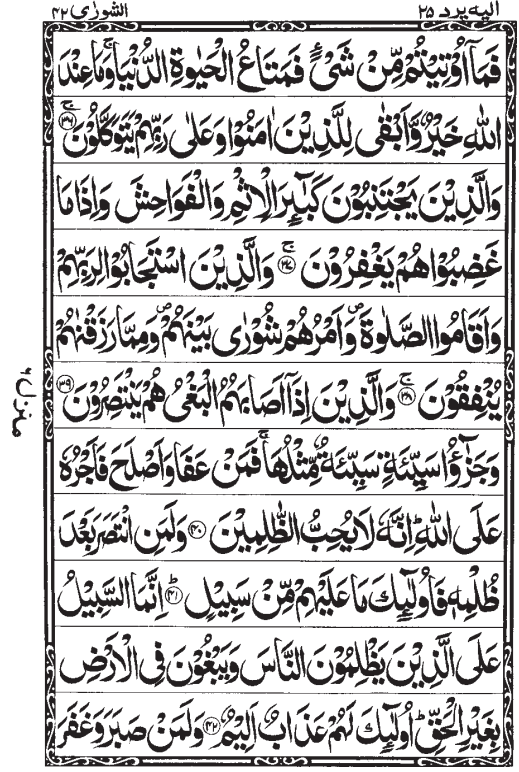 الیہ یرد ۲۵
الشوریٰ ۴۲
فَمَاۤ اُوْتِیْتُمْ مِّنْ شَیْءٍ فَمَتَاعُ الْحَیٰوةِ الدُّنْیَا ۚ وَمَا عِنْدَ
اللّٰهِ خَیْرٌ وَّاَبْقٰی لِلَّذِیْنَ اٰمَنُوْا وَعَلٰی رَبِّهِمْ یَتَوَكَّلُوْنَ ۚ﴿۳۶﴾
وَالَّذِیْنَ یَجْتَنِبُوْنَ كَبٰٓئِرَ الْاِثْمِ وَالْفَوَاحِشَ وَاِذَا مَا
غَضِبُوْا هُمْ یَغْفِرُوْنَ ۚ﴿۳۷﴾ وَالَّذِیْنَ اسْتَجَابُوْا لِرَبِّهِمْ
وَاَقَامُوا الصَّلٰوةَ ۪ وَاَمْرُهُمْ شُوْرٰی بَیْنَهُمْ ۪ وَمِمَّا رَزَقْنٰهُمْ
یُنْفِقُوْنَ ۚ﴿۳۸﴾ وَالَّذِیْنَ اِذَاۤ اَصَابَهُمُ الْبَغْیُ هُمْ یَنْتَصِرُوْنَ ﴿۳۹﴾
وَجَزٰٓؤُا سَیِّئَةٍ سَیِّئَةٌ مِّثْلُهَا ۚ فَمَنْ عَفَا وَاَصْلَحَ فَاَجْرُهٗ
عَلَی اللّٰهِ ؕ اِنَّهٗ لَا یُحِبُّ الظّٰلِمِیْنَ ﴿۴۰﴾ وَلَمَنِ انْتَصَرَ بَعْدَ
ظُلْمِهٖ فَاُولٰٓئِكَ مَا عَلَیْهِمْ مِّنْ سَبِیْلٍ ؕ﴿۴۱﴾ اِنَّمَا السَّبِیْلُ
عَلَی الَّذِیْنَ یَظْلِمُوْنَ النَّاسَ وَیَبْغُوْنَ فِی الْاَرْضِ
بِغَیْرِ الْحَقِّ ؕ اُولٰٓئِكَ لَهُمْ عَذَابٌ اَلِیْمٌ ﴿۴۲﴾ وَلَمَنْ صَبَرَ وَغَفَرَ
منزل ۶